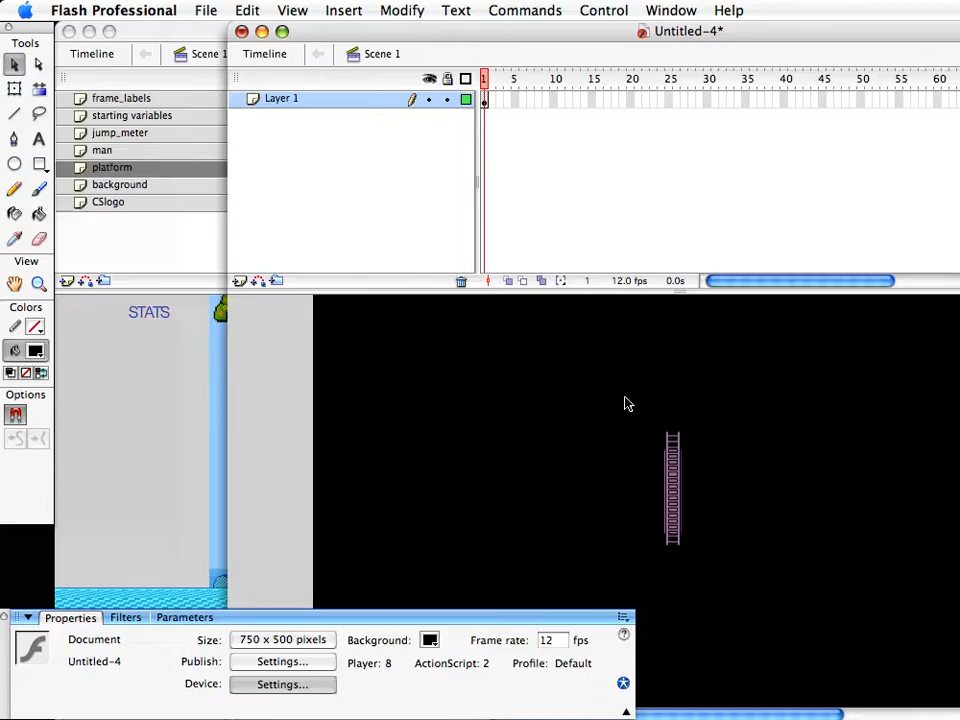 Flash Professional File Edit View Insert Modify Text Commands Control Window Help
Untitled-4*
Tools
Timeline Scene 1
Timeline Scene 1
1 5 10 15 20 25 30 35 40 45 50 55 60
frame_labels
Layer 1
starting variables
jump_meter
man
platform
background
CSlogo
View
1 12.0 fps 0.0s
Colors
STATS
Options
Properties Filters Parameters
Document Size: 750 x 500 pixels Background: Frame rate: 12 fps
Untitled-4 Publish: Settings... Player: 8 ActionScript: 2 Profile: Default
Device: Settings...